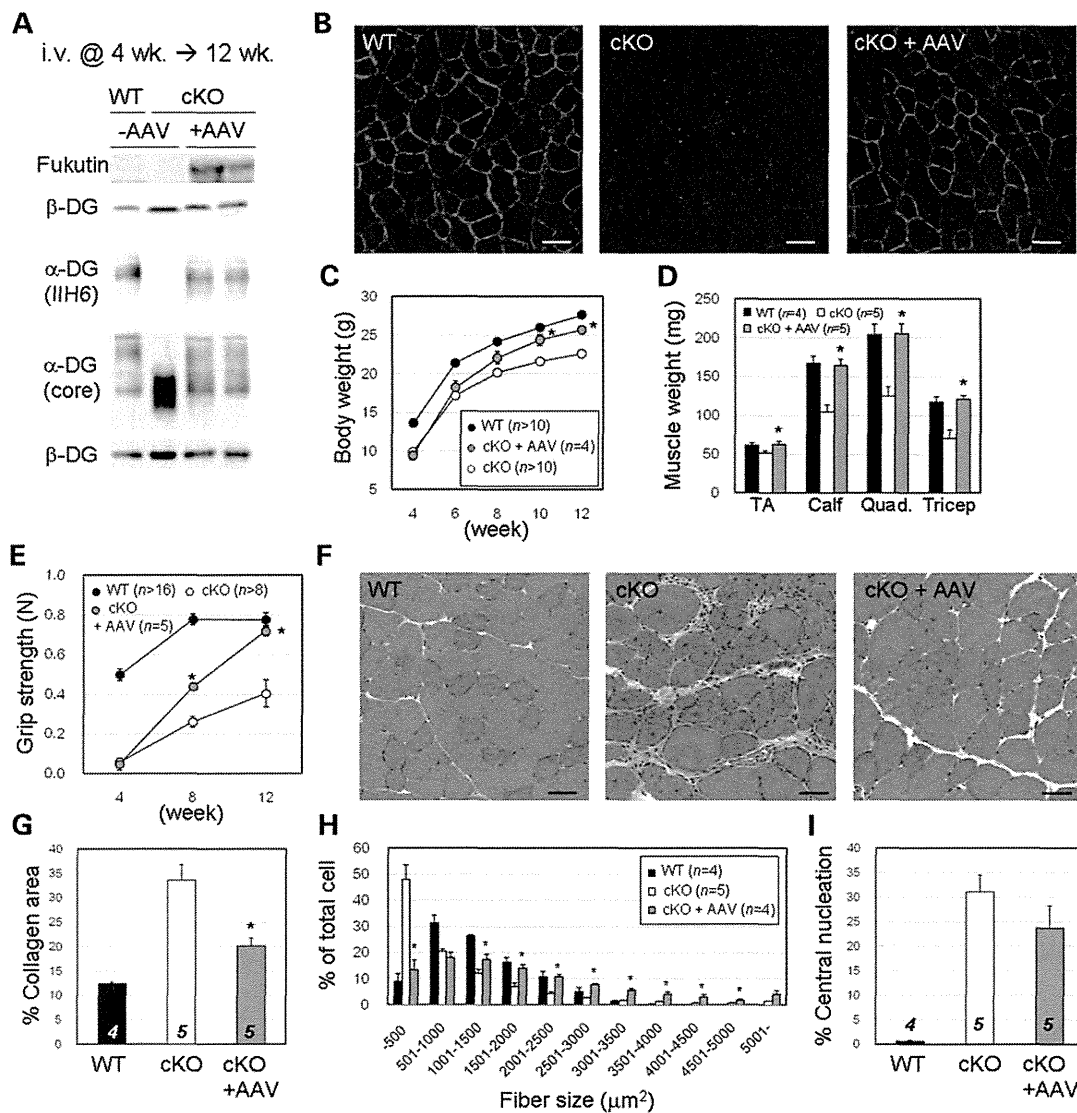 A
i.v. @ 4 wk. → 12 wk.
WT cKO
-AAV +AAV
Fukutin
β-DG
α-DG
(IIH6)
α-DG
(core)
β-DG
B
WT
cKO
cKO + AAV
C
Body weight (g)
30
25
20
15
10
5
4 6 8 10 12
(week)
WT (n>10)
cKO + AAV (n=4)
cKO (n>10)
*
*
D
Muscle weight (mg)
250
200
150
100
50
0
WT (n=4) cKO (n=5)
cKO + AAV (n=5)
* * * *
TA Calf Quad. Tricep
E
Grip strength (N)
1.0
0.8
0.6
0.4
0.2
0.0
WT (n>16) cKO (n>8)
cKO
+ AAV (n=5)
*
*
4 8 12
(week)
F
WT
cKO
cKO + AAV
G
% Collagen area
40
35
30
25
20
15
10
5
0
*
4 5 5
WT cKO cKO
+AAV
H
% of total cell
60
50
40
30
20
10
0
WT (n=4)
cKO (n=5)
cKO + AAV (n=4)
* * * * * * * * *
-500
501-1000
1001-1500
1501-2000
2001-2500
2501-3000
3001-3500
3501-4000
4001-4500
4501-5000
5001-
Fiber size (μm²)
I
% Central nucleation
40
35
30
25
20
15
10
5
0
4 5 5
WT cKO cKO
+AAV